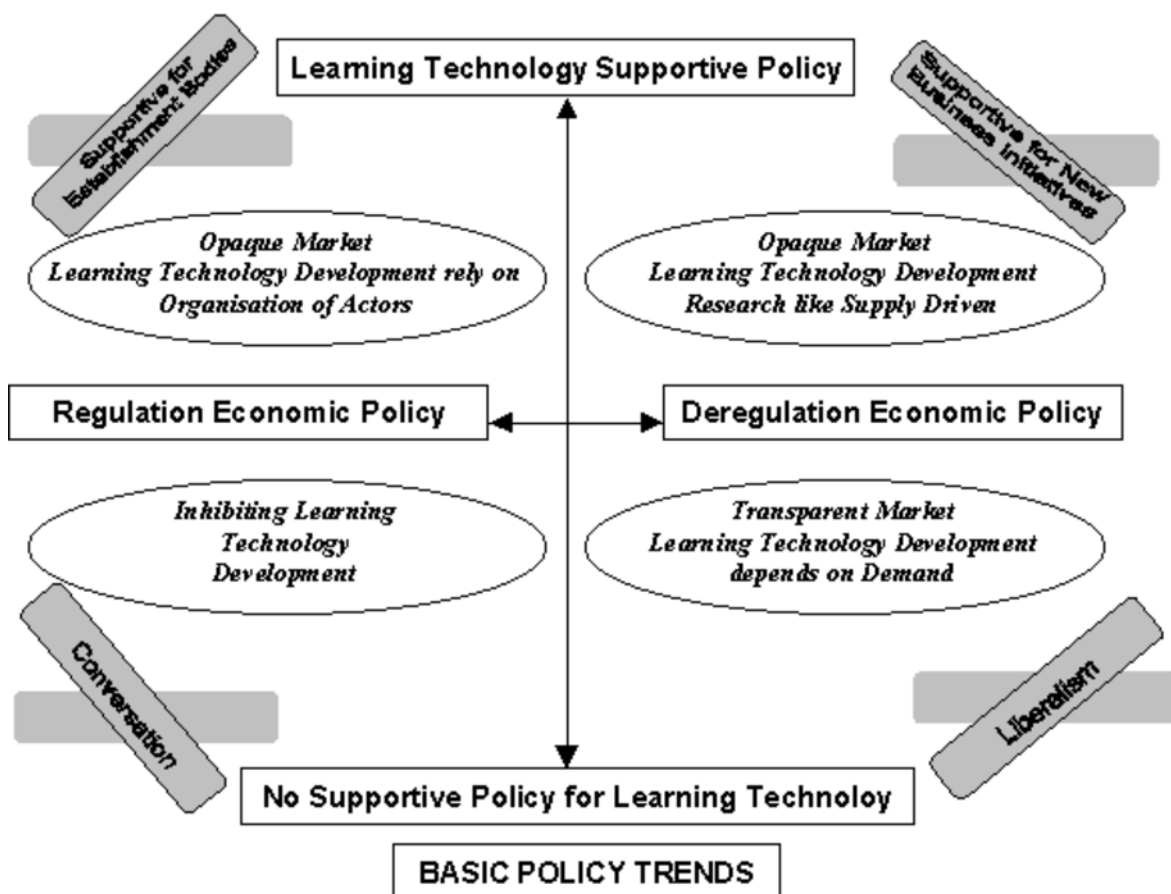 Learning Technology Supportive Policy
Supportive for
Establishment Bodies
Supportive for New
Business Initiatives
Opaque Market
Learning Technology Development rely on
Organisation of Actors
Opaque Market
Learning Technology Development
Research like Supply Driven
Regulation Economic Policy
Deregulation Economic Policy
Inhibiting Learning
Technology
Development
Transparent Market
Learning Technology Development
depends on Demand
Conversation
Liberalism
No Supportive Policy for Learning Technoloy
BASIC POLICY TRENDS